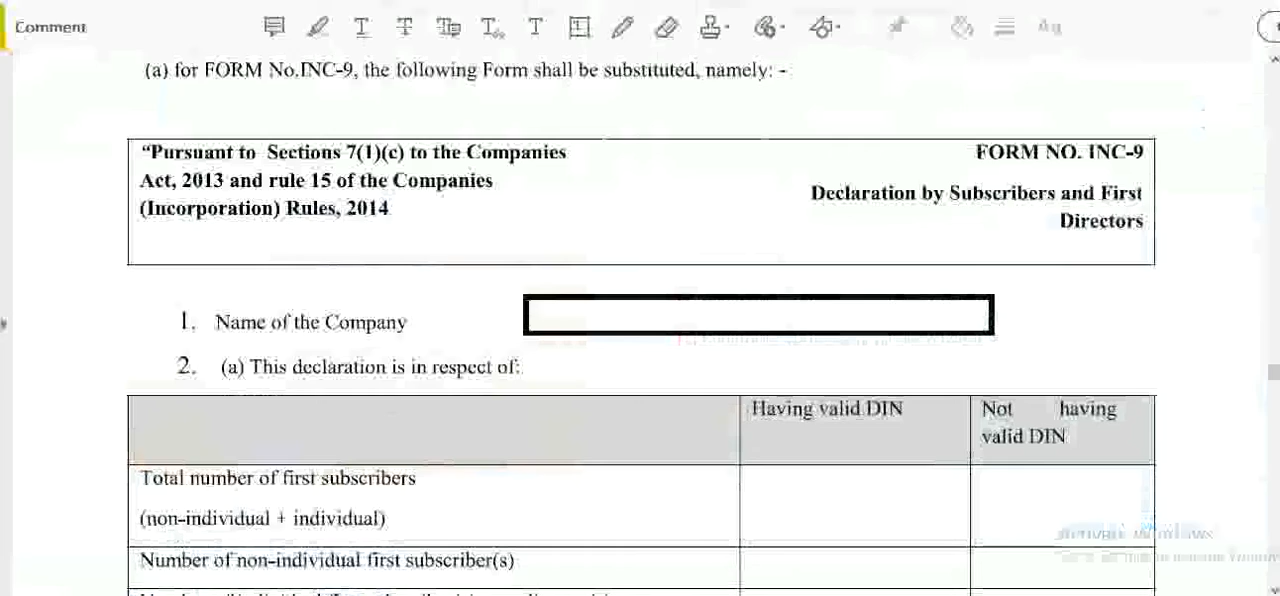 Comment
(a) for FORM No.INC-9, the following Form shall be substituted, namely: -
“Pursuant to Sections 7(1)(c) to the Companies
Act, 2013 and rule 15 of the Companies
(Incorporation) Rules, 2014
FORM NO. INC-9
Declaration by Subscribers and First
Directors
1. Name of the Company
2. (a) This declaration is in respect of:
Having valid DIN
Not having
valid DIN
Total number of first subscribers
(non-individual + individual)
Number of non-individual first subscriber(s)